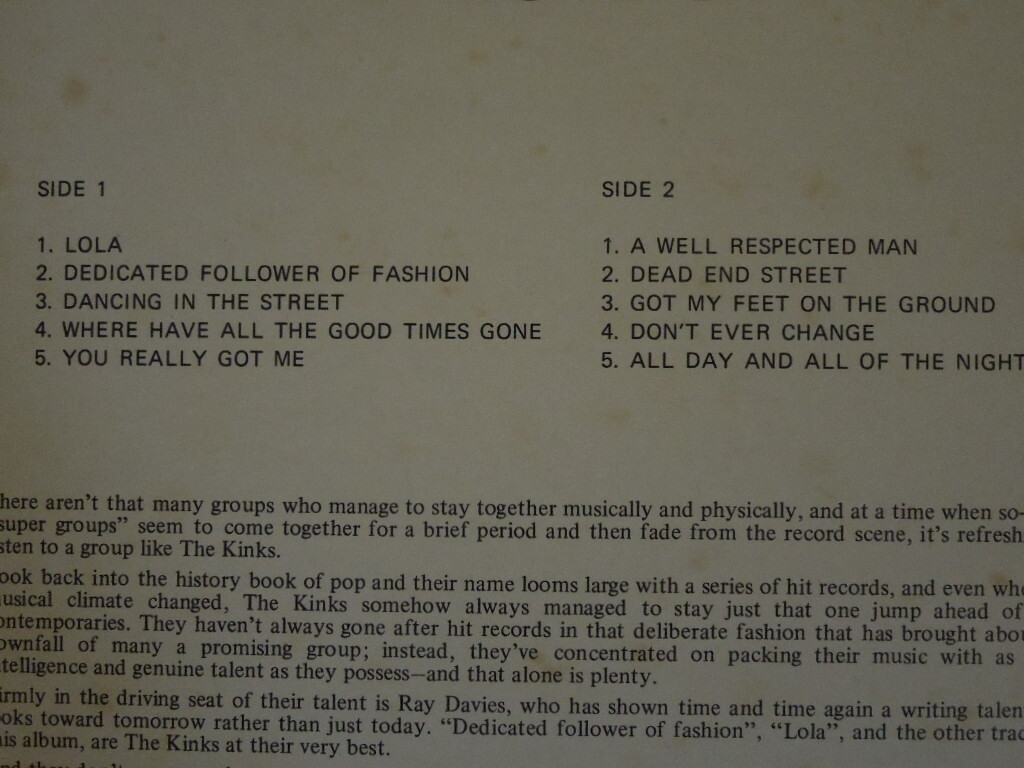 SIDE 1
1. LOLA
2. DEDICATED FOLLOWER OF FASHION
3. DANCING IN THE STREET
4. WHERE HAVE ALL THE GOOD TIMES GONE
5. YOU REALLY GOT ME
SIDE 2
1. A WELL RESPECTED MAN
2. DEAD END STREET
3. GOT MY FEET ON THE GROUND
4. DON'T EVER CHANGE
5. ALL DAY AND ALL OF THE NIGHT
here aren't that many groups who manage to stay together musically and physically, and at a time when so-
super groups" seem to come together for a brief period and then fade from the record scene, it's refresh
sten to a group like The Kinks.
ook back into the history book of pop and their name looms large with a series of hit records, and even whe
usical climate changed, The Kinks somehow always managed to stay just that one jump ahead of
ontemporaries. They haven't always gone after hit records in that deliberate fashion that has brought abou
ownfall of many a promising group; instead, they've concentrated on packing their music with as
ntelligence and genuine talent as they possess—and that alone is plenty.
irmly in the driving seat of their talent is Ray Davies, who has shown time and time again a writing talen
ooks toward tomorrow rather than just today. "Dedicated follower of fashion", "Lola", and the other trac
his album, are The Kinks at their very best.